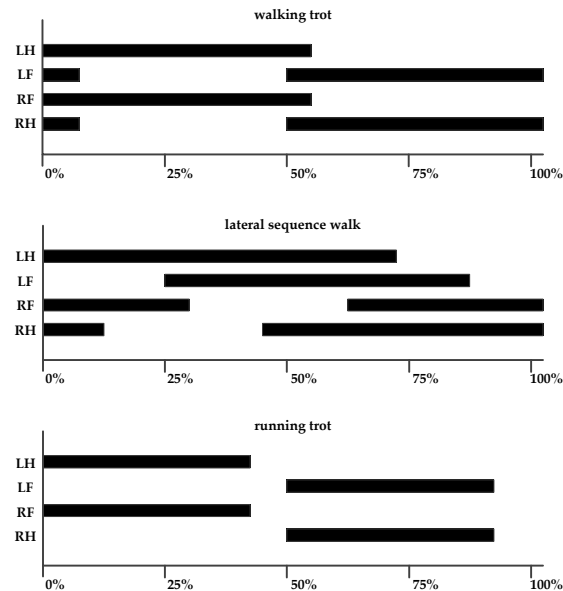 walking trot
LH
LF
RF
RH
0% 25% 50% 75% 100%
lateral sequence walk
LH
LF
RF
RH
0% 25% 50% 75% 100%
running trot
LH
LF
RF
RH
0% 25% 50% 75% 100%